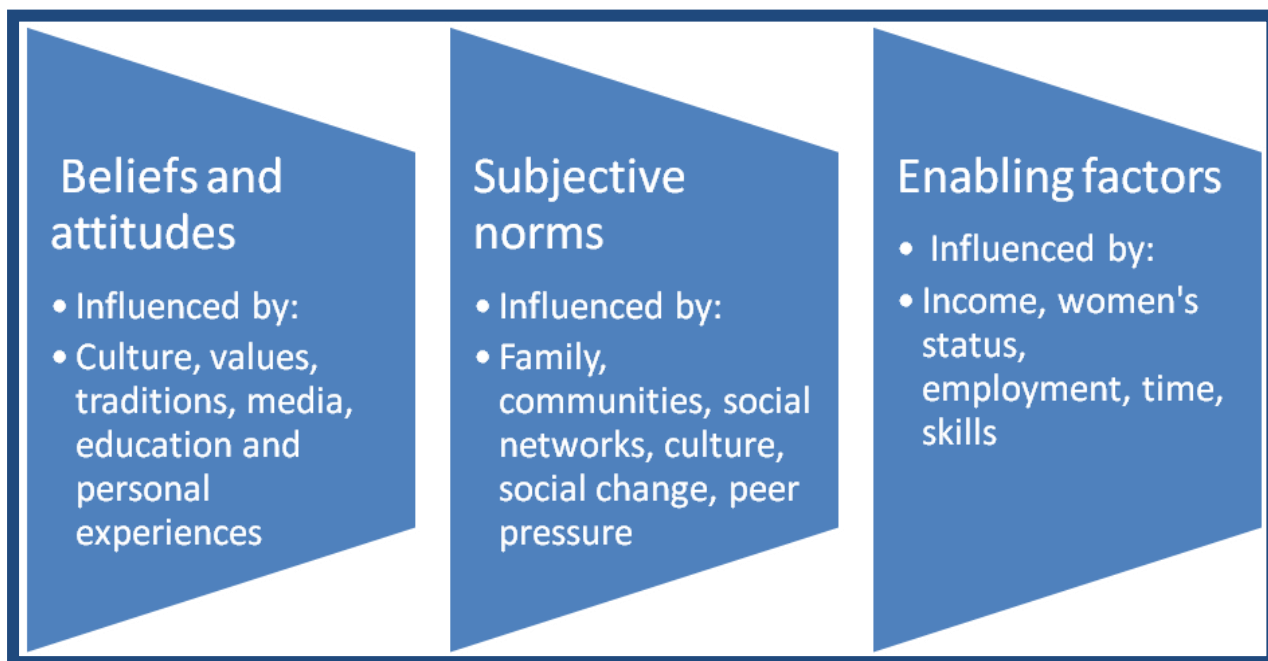 Beliefs and
attitudes
• Influenced by:
• Culture, values,
traditions, media,
education and
personal
experiences
Subjective
norms
• Influenced by:
• Family,
communities, social
networks, culture,
social change, peer
pressure
Enabling factors
• Influenced by:
• Income, women's
status,
employment, time,
skills